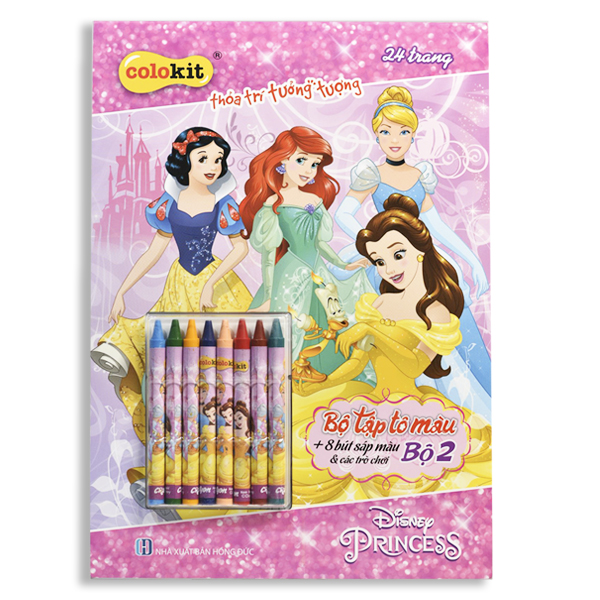 colokit ®
24 trang
thỏa trí tưởng tượng
colokit
Bộ tập tô màu
+ 8 bút sáp màu
& các trò chơi
Bộ 2
Disney
PRINCESS
NHÀ XUẤT BẢN HỒNG ĐỨC